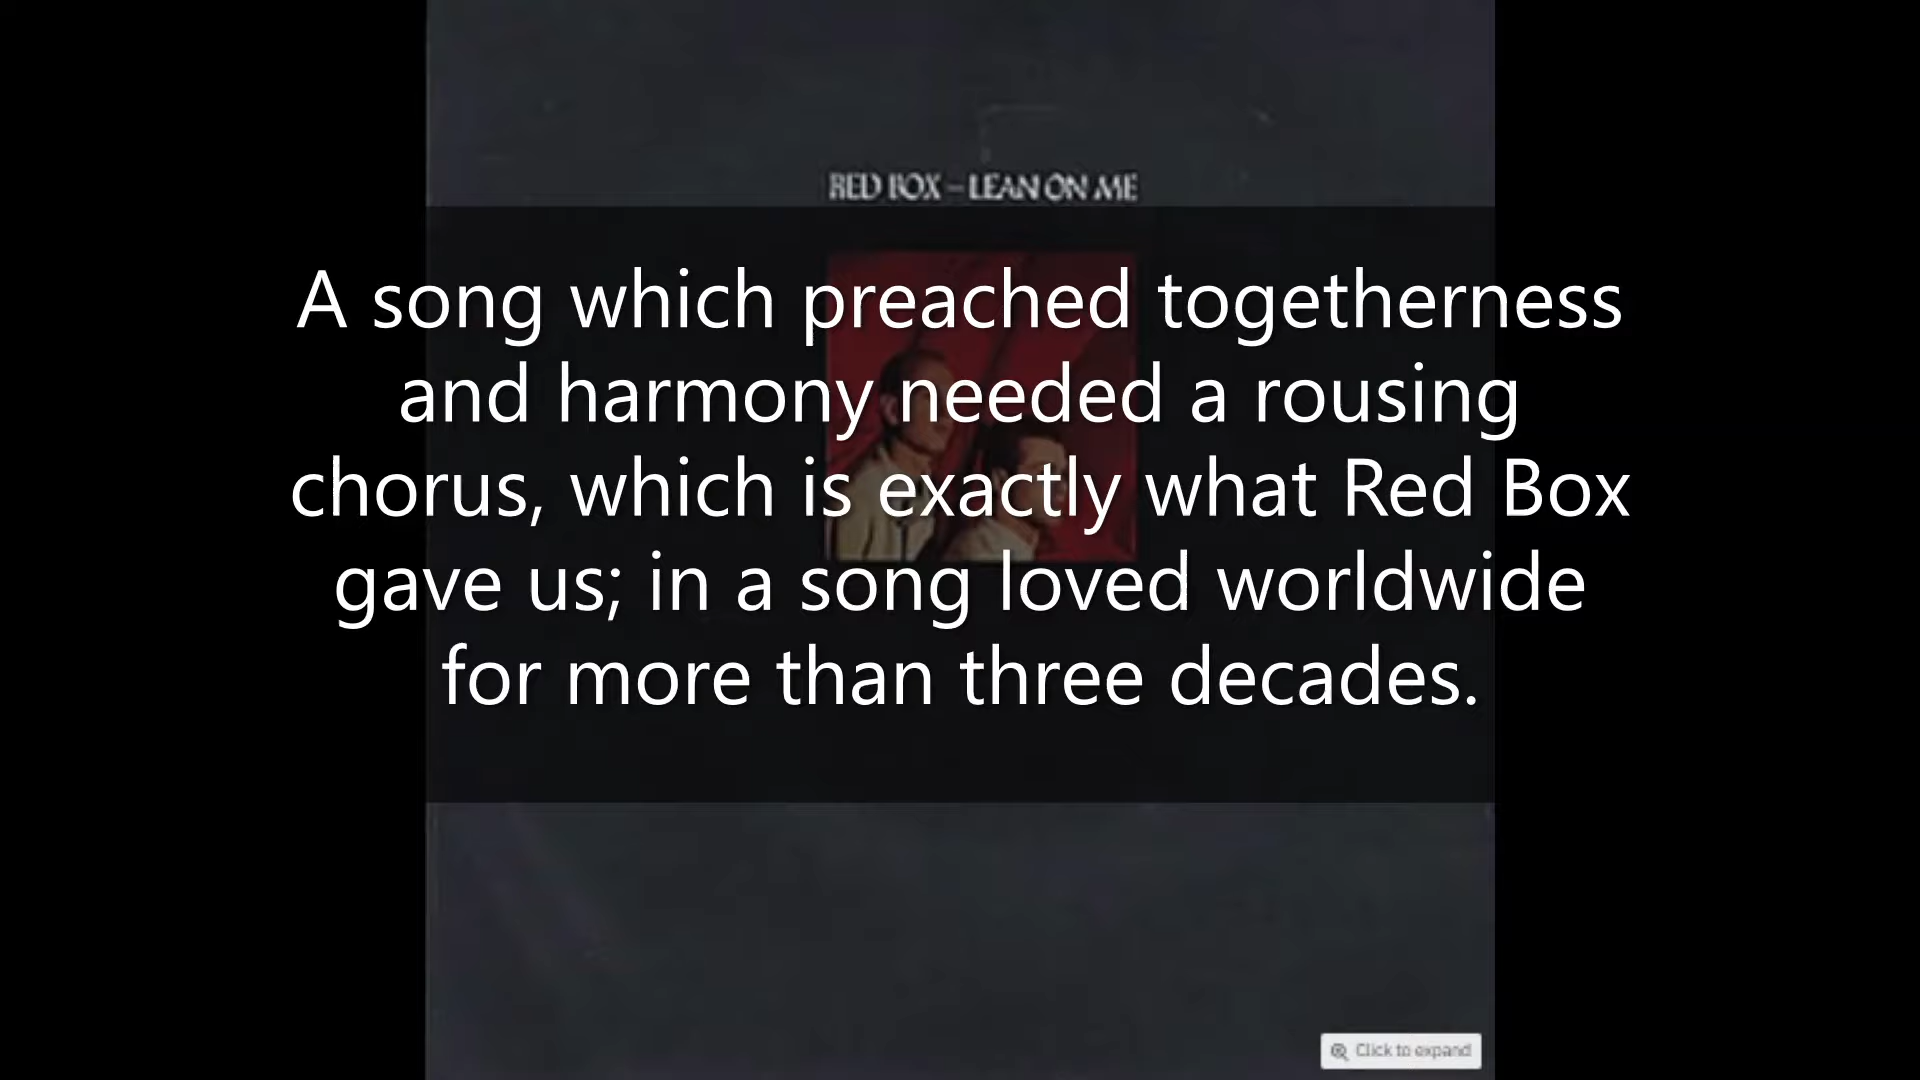 RED BOX – LEAN ON ME
A song which preached togetherness
and harmony needed a rousing
chorus, which is exactly what Red Box
gave us; in a song loved worldwide
for more than three decades.
Click to expand